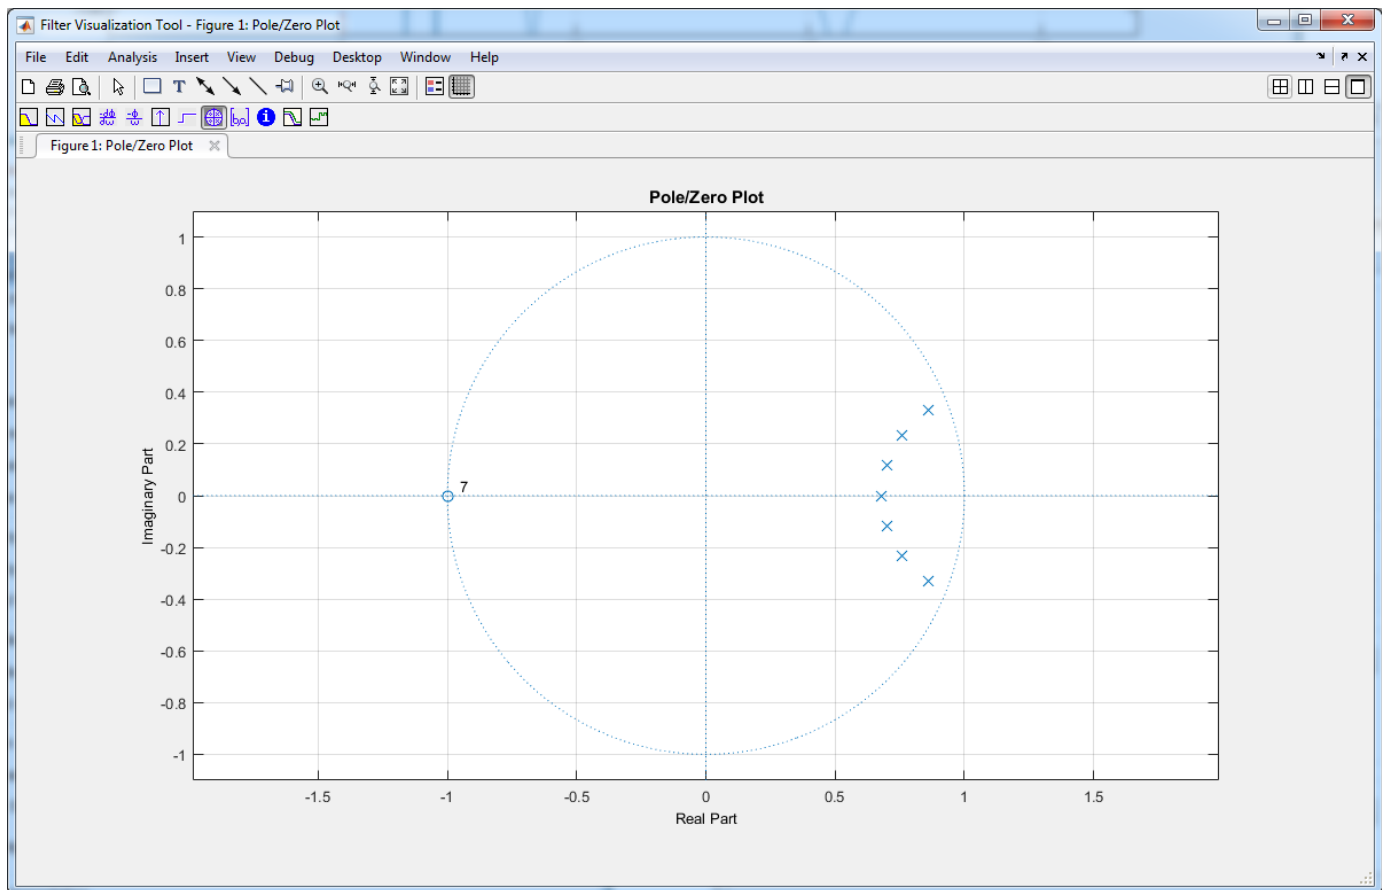 Filter Visualization Tool - Figure 1: Pole/Zero Plot
File Edit Analysis Insert View Debug Desktop Window Help
Figure 1: Pole/Zero Plot
Pole/Zero Plot
1
0.8
0.6
0.4
0.2
0
-0.2
-0.4
-0.6
-0.8
-1
Imaginary Part
7
-1.5 -1 -0.5 0 0.5 1 1.5
Real Part